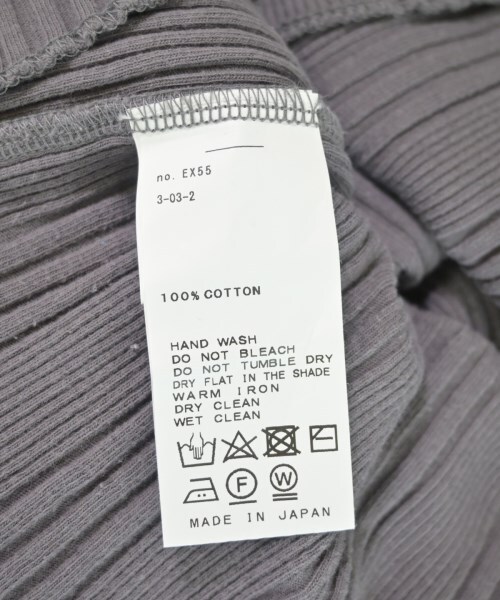 no. EX55
3-03-2
100% COTTON
HAND WASH
DO NOT BLEACH
DO NOT TUMBLE DRY
DRY FLAT IN THE SHADE
WARM IRON
DRY CLEAN
WET CLEAN
F W
MADE IN JAPAN